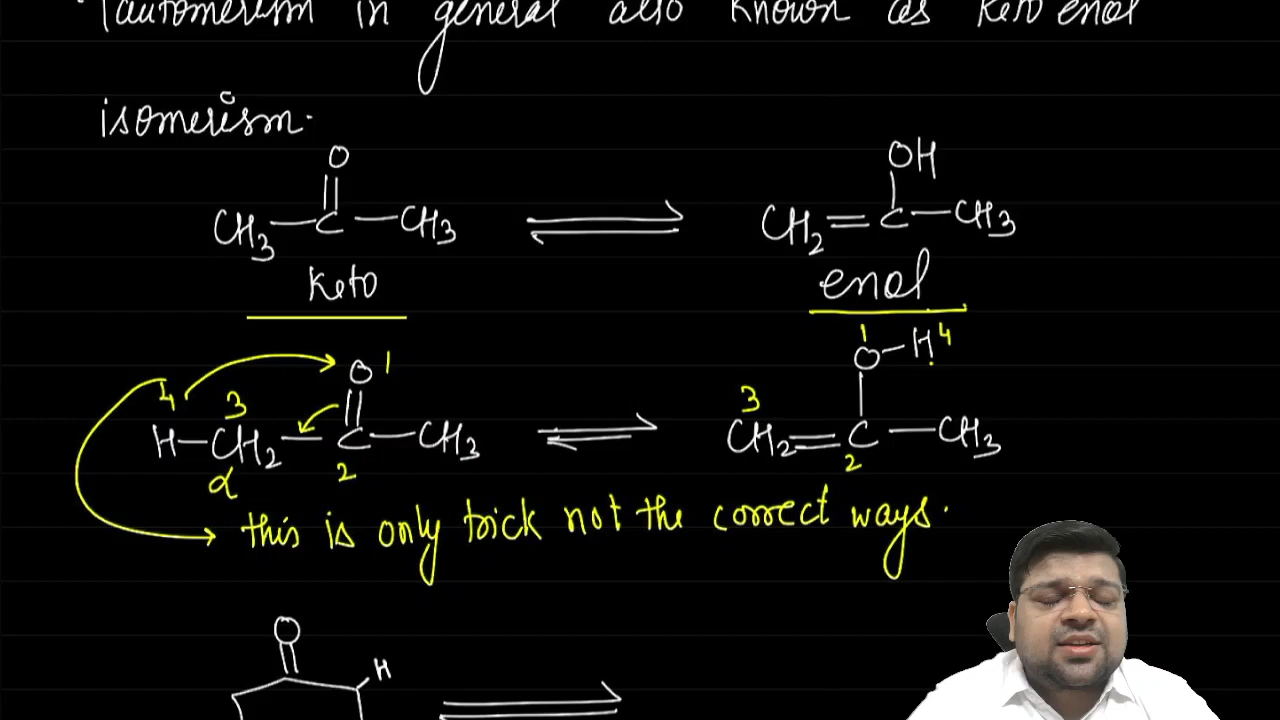 Tautomerism in general also known as keto enol
isomerism.
O OH
CH3—C—CH3 ⇌ CH2=C—CH3
Keto enol
O 1 1 O—H 4
4 3 3
H—CH2—C—CH3 ⇌ CH2=C—CH3
α 2 2
this is only trick not the correct ways.
O
H